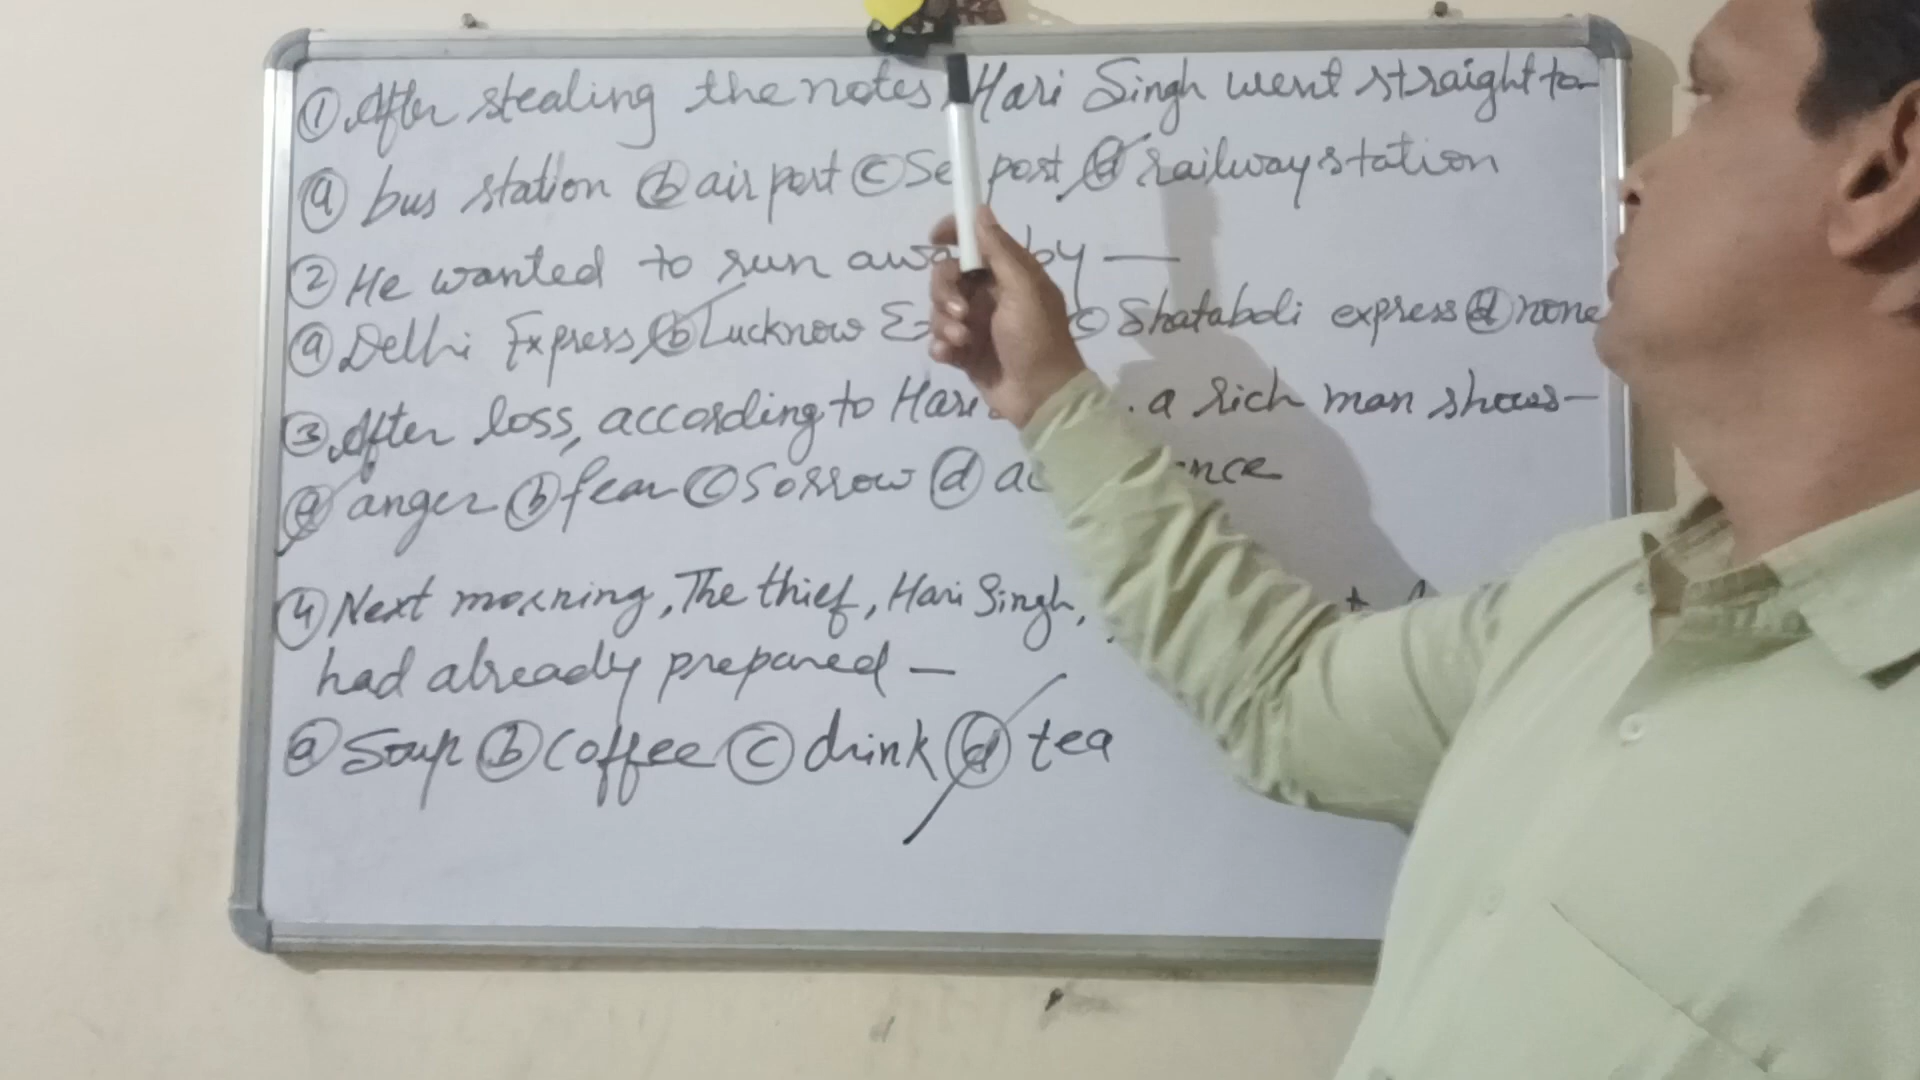 ① After stealing the notes, Hari Singh went straight to-
ⓐ bus station ⓑ air port ⓒ Se port ⓓ railway station
② He wanted to run by —
ⓐ Delhi Express ⓑ Lucknow ⓒ Shatabdi express ⓓ none
③ After loss, according to Hari a rich man shows-
ⓐ anger ⓑ fear ⓒ Sorrow ⓓ
④ Next morning, The thief, Hari Singh,
had already prepared —
ⓐ Soup ⓑ Coffee ⓒ drink ⓓ tea